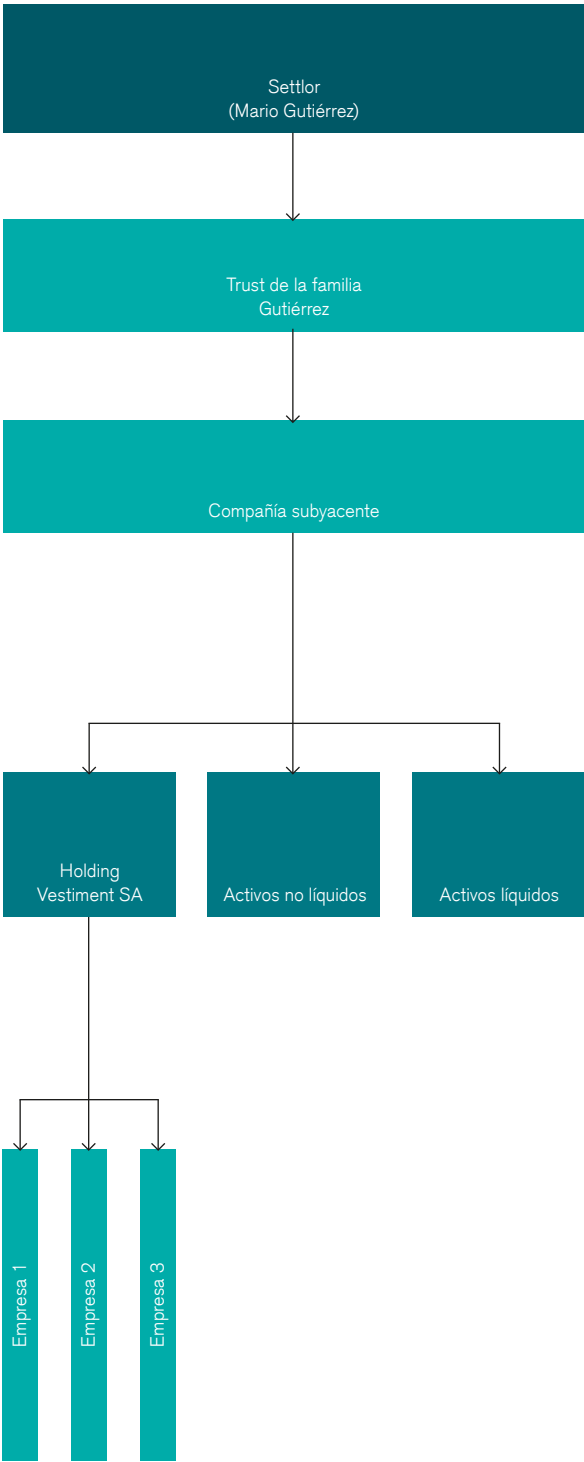 Settlor
(Mario Gutiérrez)
Trust de la familia
Gutiérrez
Compañía subyacente
Holding
Vestiment SA
Activos no líquidos
Activos líquidos
Empresa 1
Empresa 2
Empresa 3